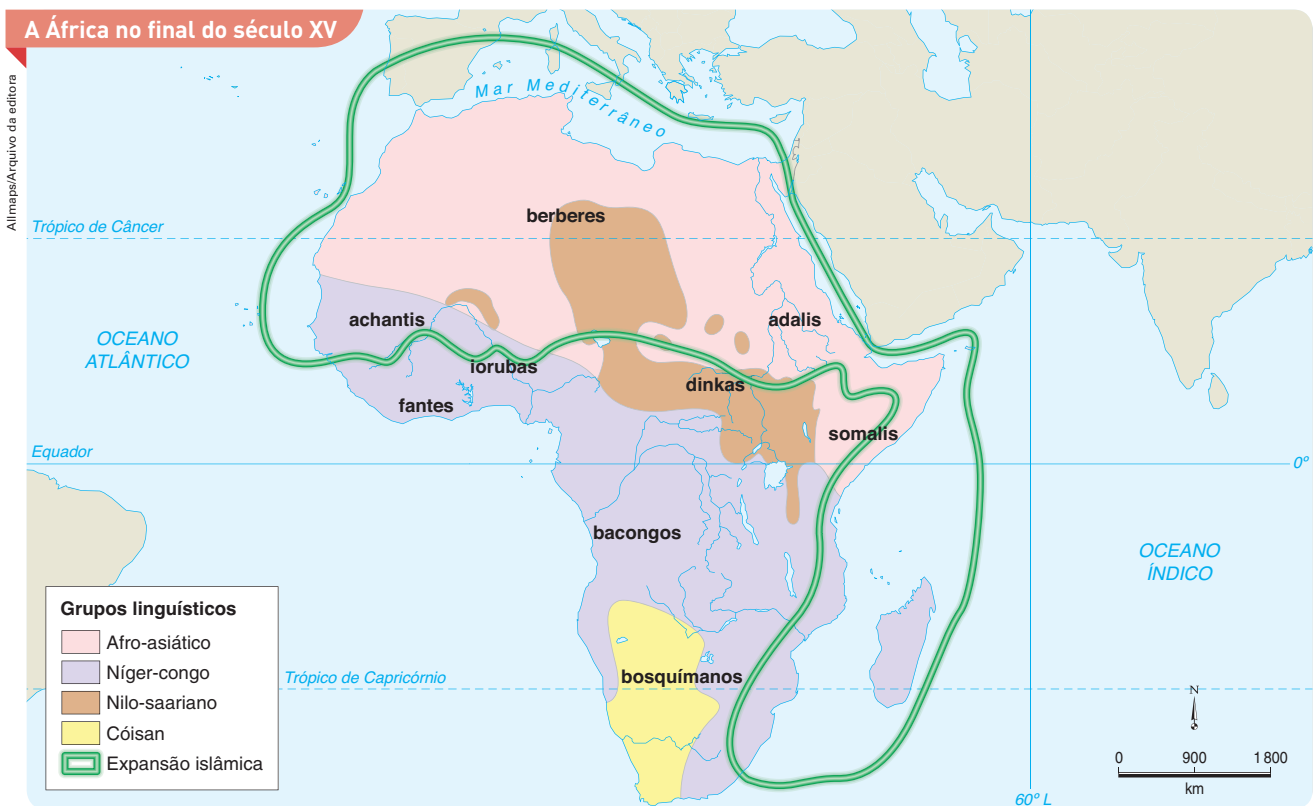 A África no final do século XV
Allmaps/Arquivo da editora
Mar Mediterrâneo
Trópico de Câncer
berberes
achantis
adalis
OCEANO
ATLÂNTICO
iorubas
dinkas
fantes
somalis
Equador
0º
bacongos
OCEANO
ÍNDICO
Grupos linguísticos
Afro-asiático
Níger-congo
Nilo-saariano
Cóisan
Expansão islâmica
Trópico de Capricórnio
bosquímanos
N
0 900 1 800
km
60º L